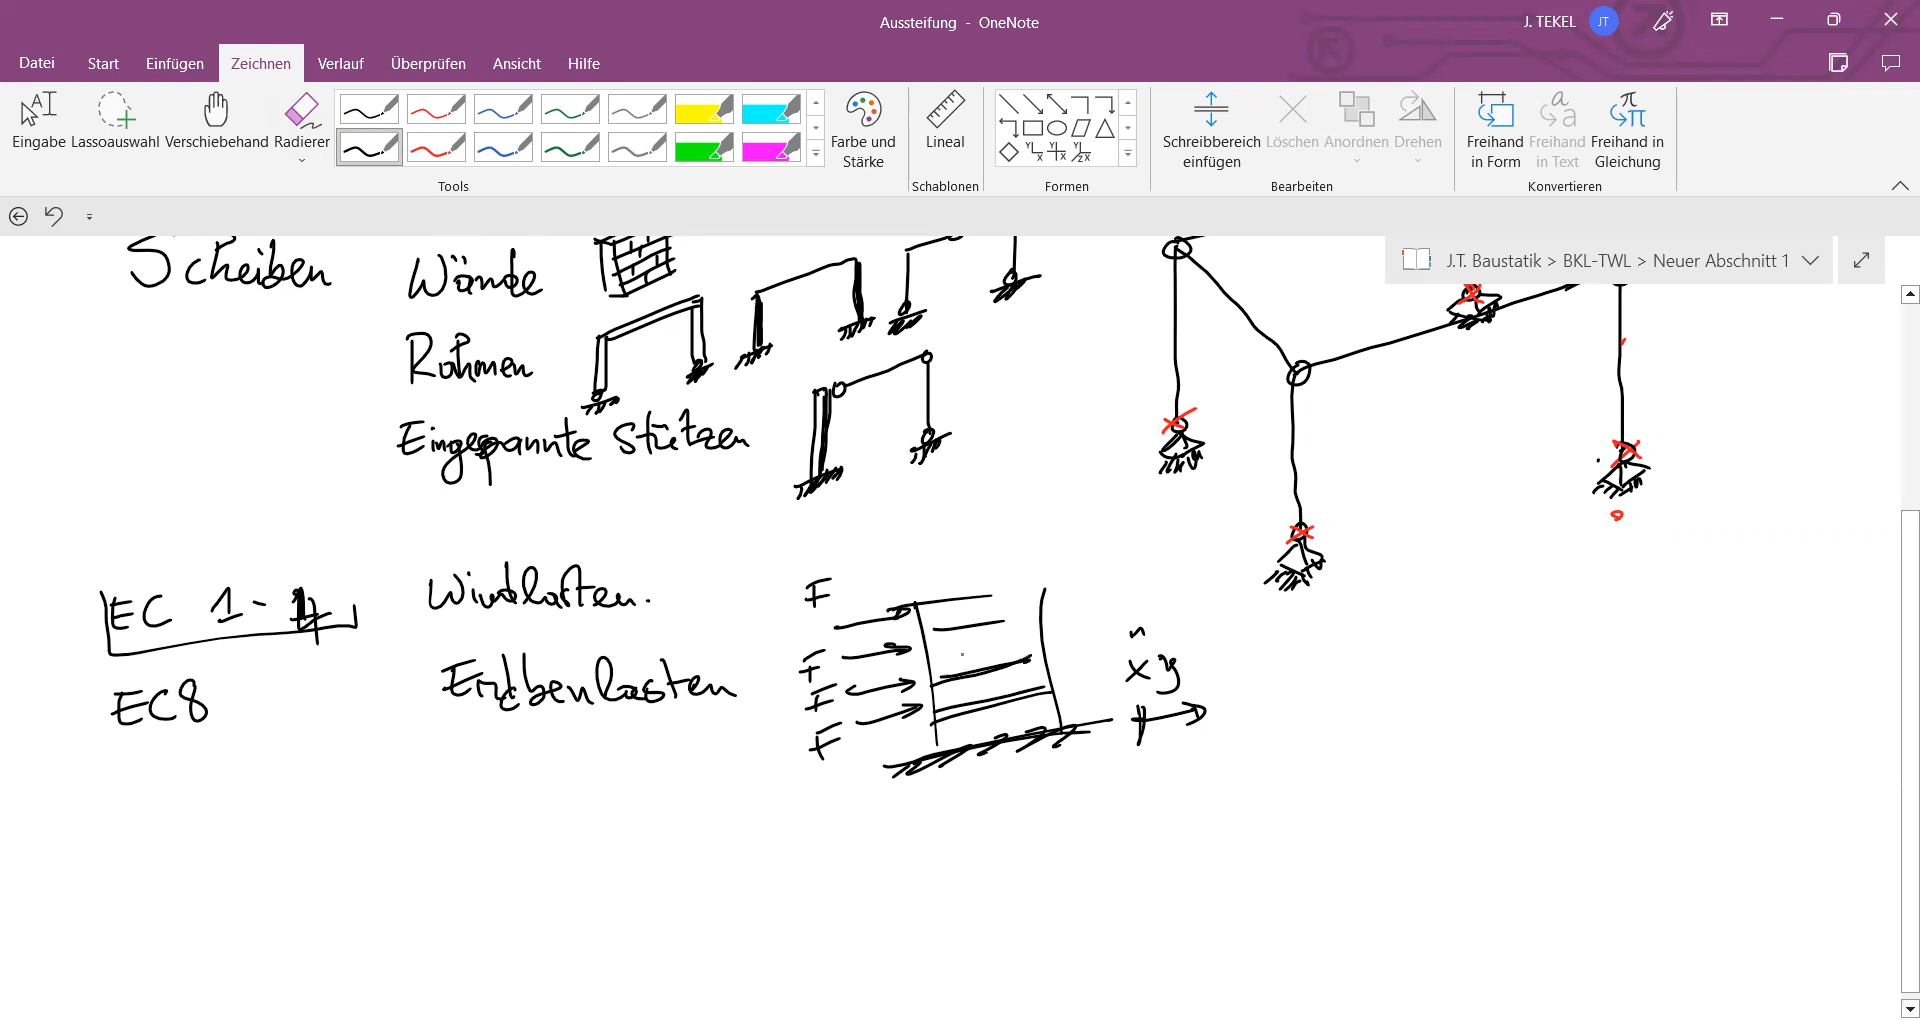 Aussteifung - OneNote
J. TEKEL JT
Datei Start Einfügen Zeichnen Verlauf Überprüfen Ansicht Hilfe
Eingabe Lassoauswahl Verschiebehand Radierer
Farbe und Stärke
Lineal
Schreibbereich einfügen
Löschen Anordnen Drehen
Freihand in Form
Freihand in Text
Freihand in Gleichung
Tools Schablonen Formen Bearbeiten Konvertieren
J.T. Baustatik > BKL-TWL > Neuer Abschnitt 1
Scheiben Wände
Rahmen
Eingespannte Stützen
EC 1-4 Windlasten. F
F
EC8 Erdbenlasten F
F
x y